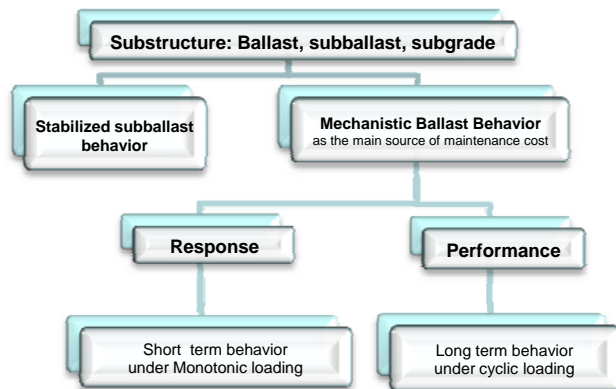 Substructure: Ballast, subballast, subgrade
Stabilized subballast
behavior
Mechanistic Ballast Behavior
as the main source of maintenance cost
Response
Performance
Short term behavior
under Monotonic loading
Long term behavior
under cyclic loading